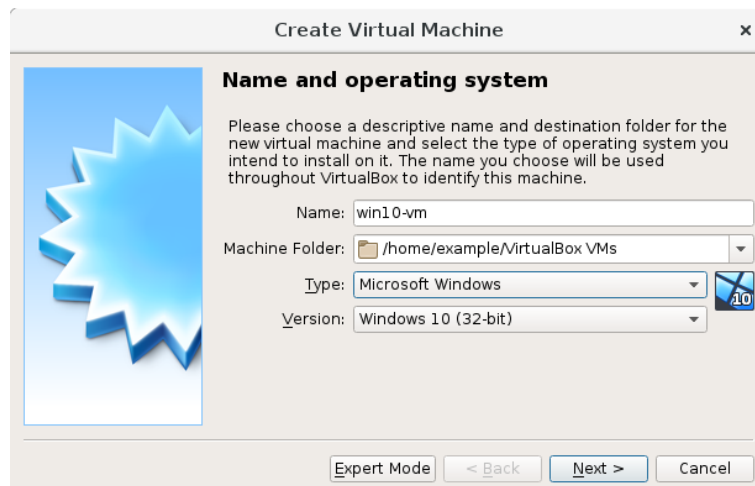 Create Virtual Machine
×
Name and operating system
Please choose a descriptive name and destination folder for the
new virtual machine and select the type of operating system you
intend to install on it. The name you choose will be used
throughout VirtualBox to identify this machine.
Name: win10-vm
Machine Folder: /home/example/VirtualBox VMs
Type: Microsoft Windows
10
Version: Windows 10 (32-bit)
Expert Mode < Back Next > Cancel